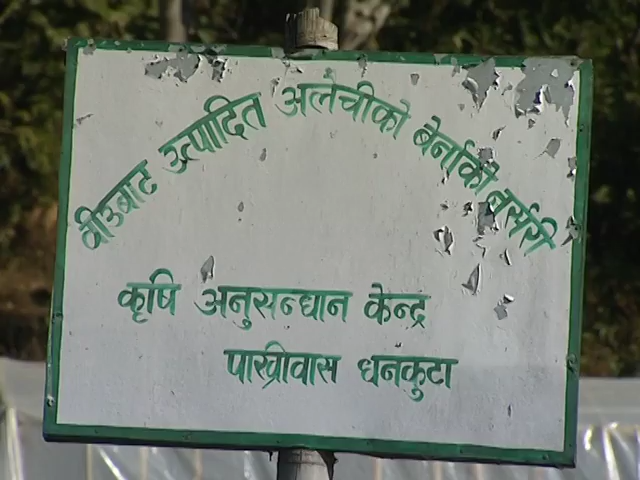 बीउबाट उत्पादित अलैचीको बेर्नाको नर्सरी
कृषि अनुसन्धान केन्द्र
पाख्रीवास धनकुटा